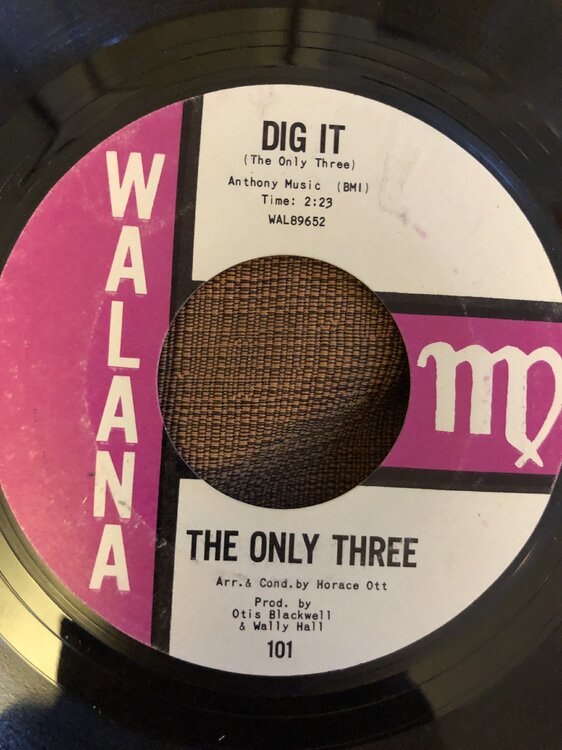 WALANA
DIG IT
(The Only Three)
Anthony Music (BMI)
Time: 2:23
WAL89652
THE ONLY THREE
Arr.& Cond.by Horace Ott
Prod. by
Otis Blackwell
& Wally Hall
101